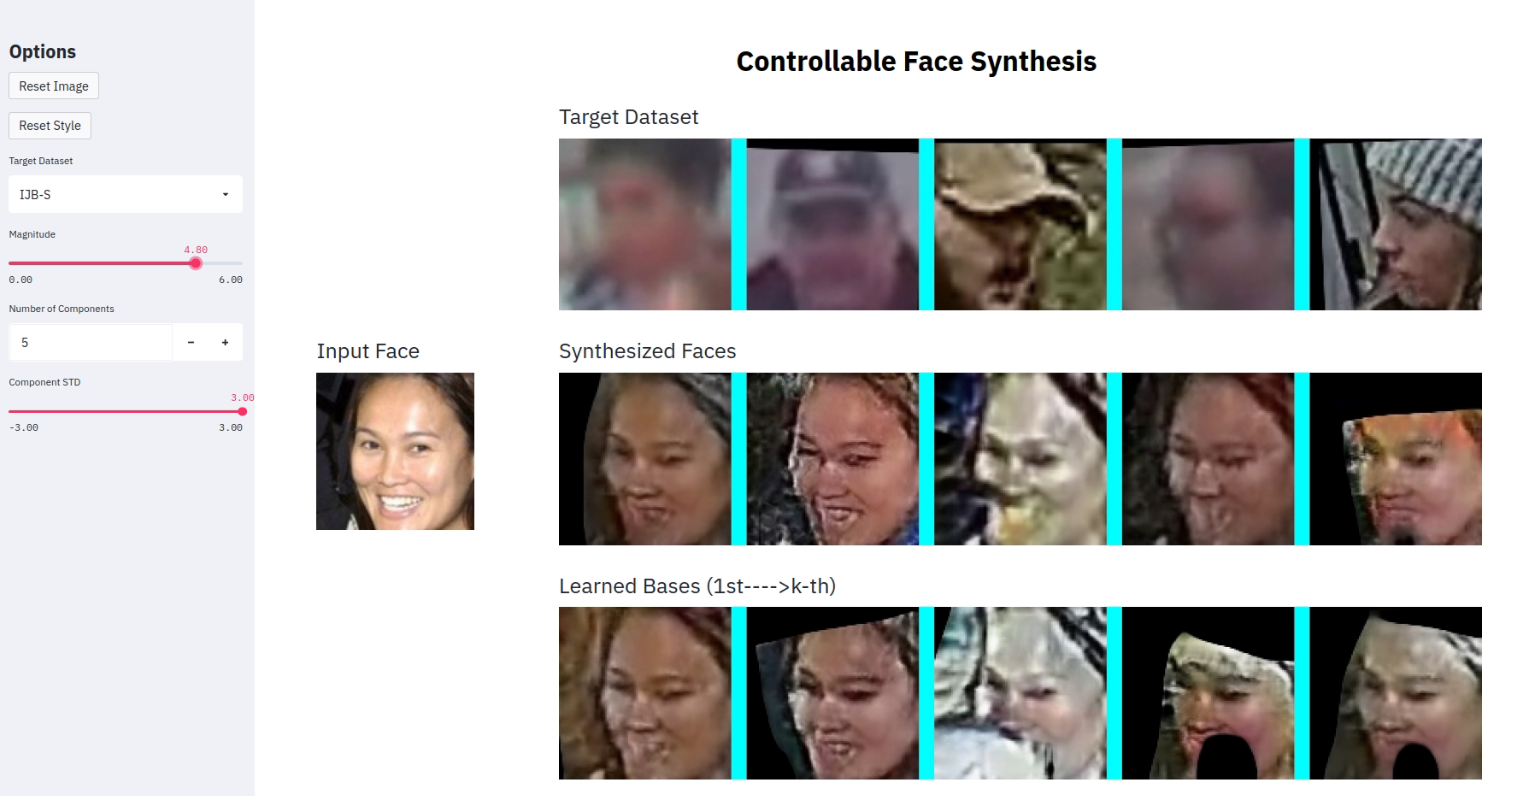 Options
Controllable Face Synthesis
Reset Image
Target Dataset
Reset Style
Target Dataset
IJB-S
Magnitude
4.80
0.00 6.00
Number of Components
5 - +
Input Face
Synthesized Faces
Component STD
3.00
-3.00 3.00
Learned Bases (1st---->k-th)